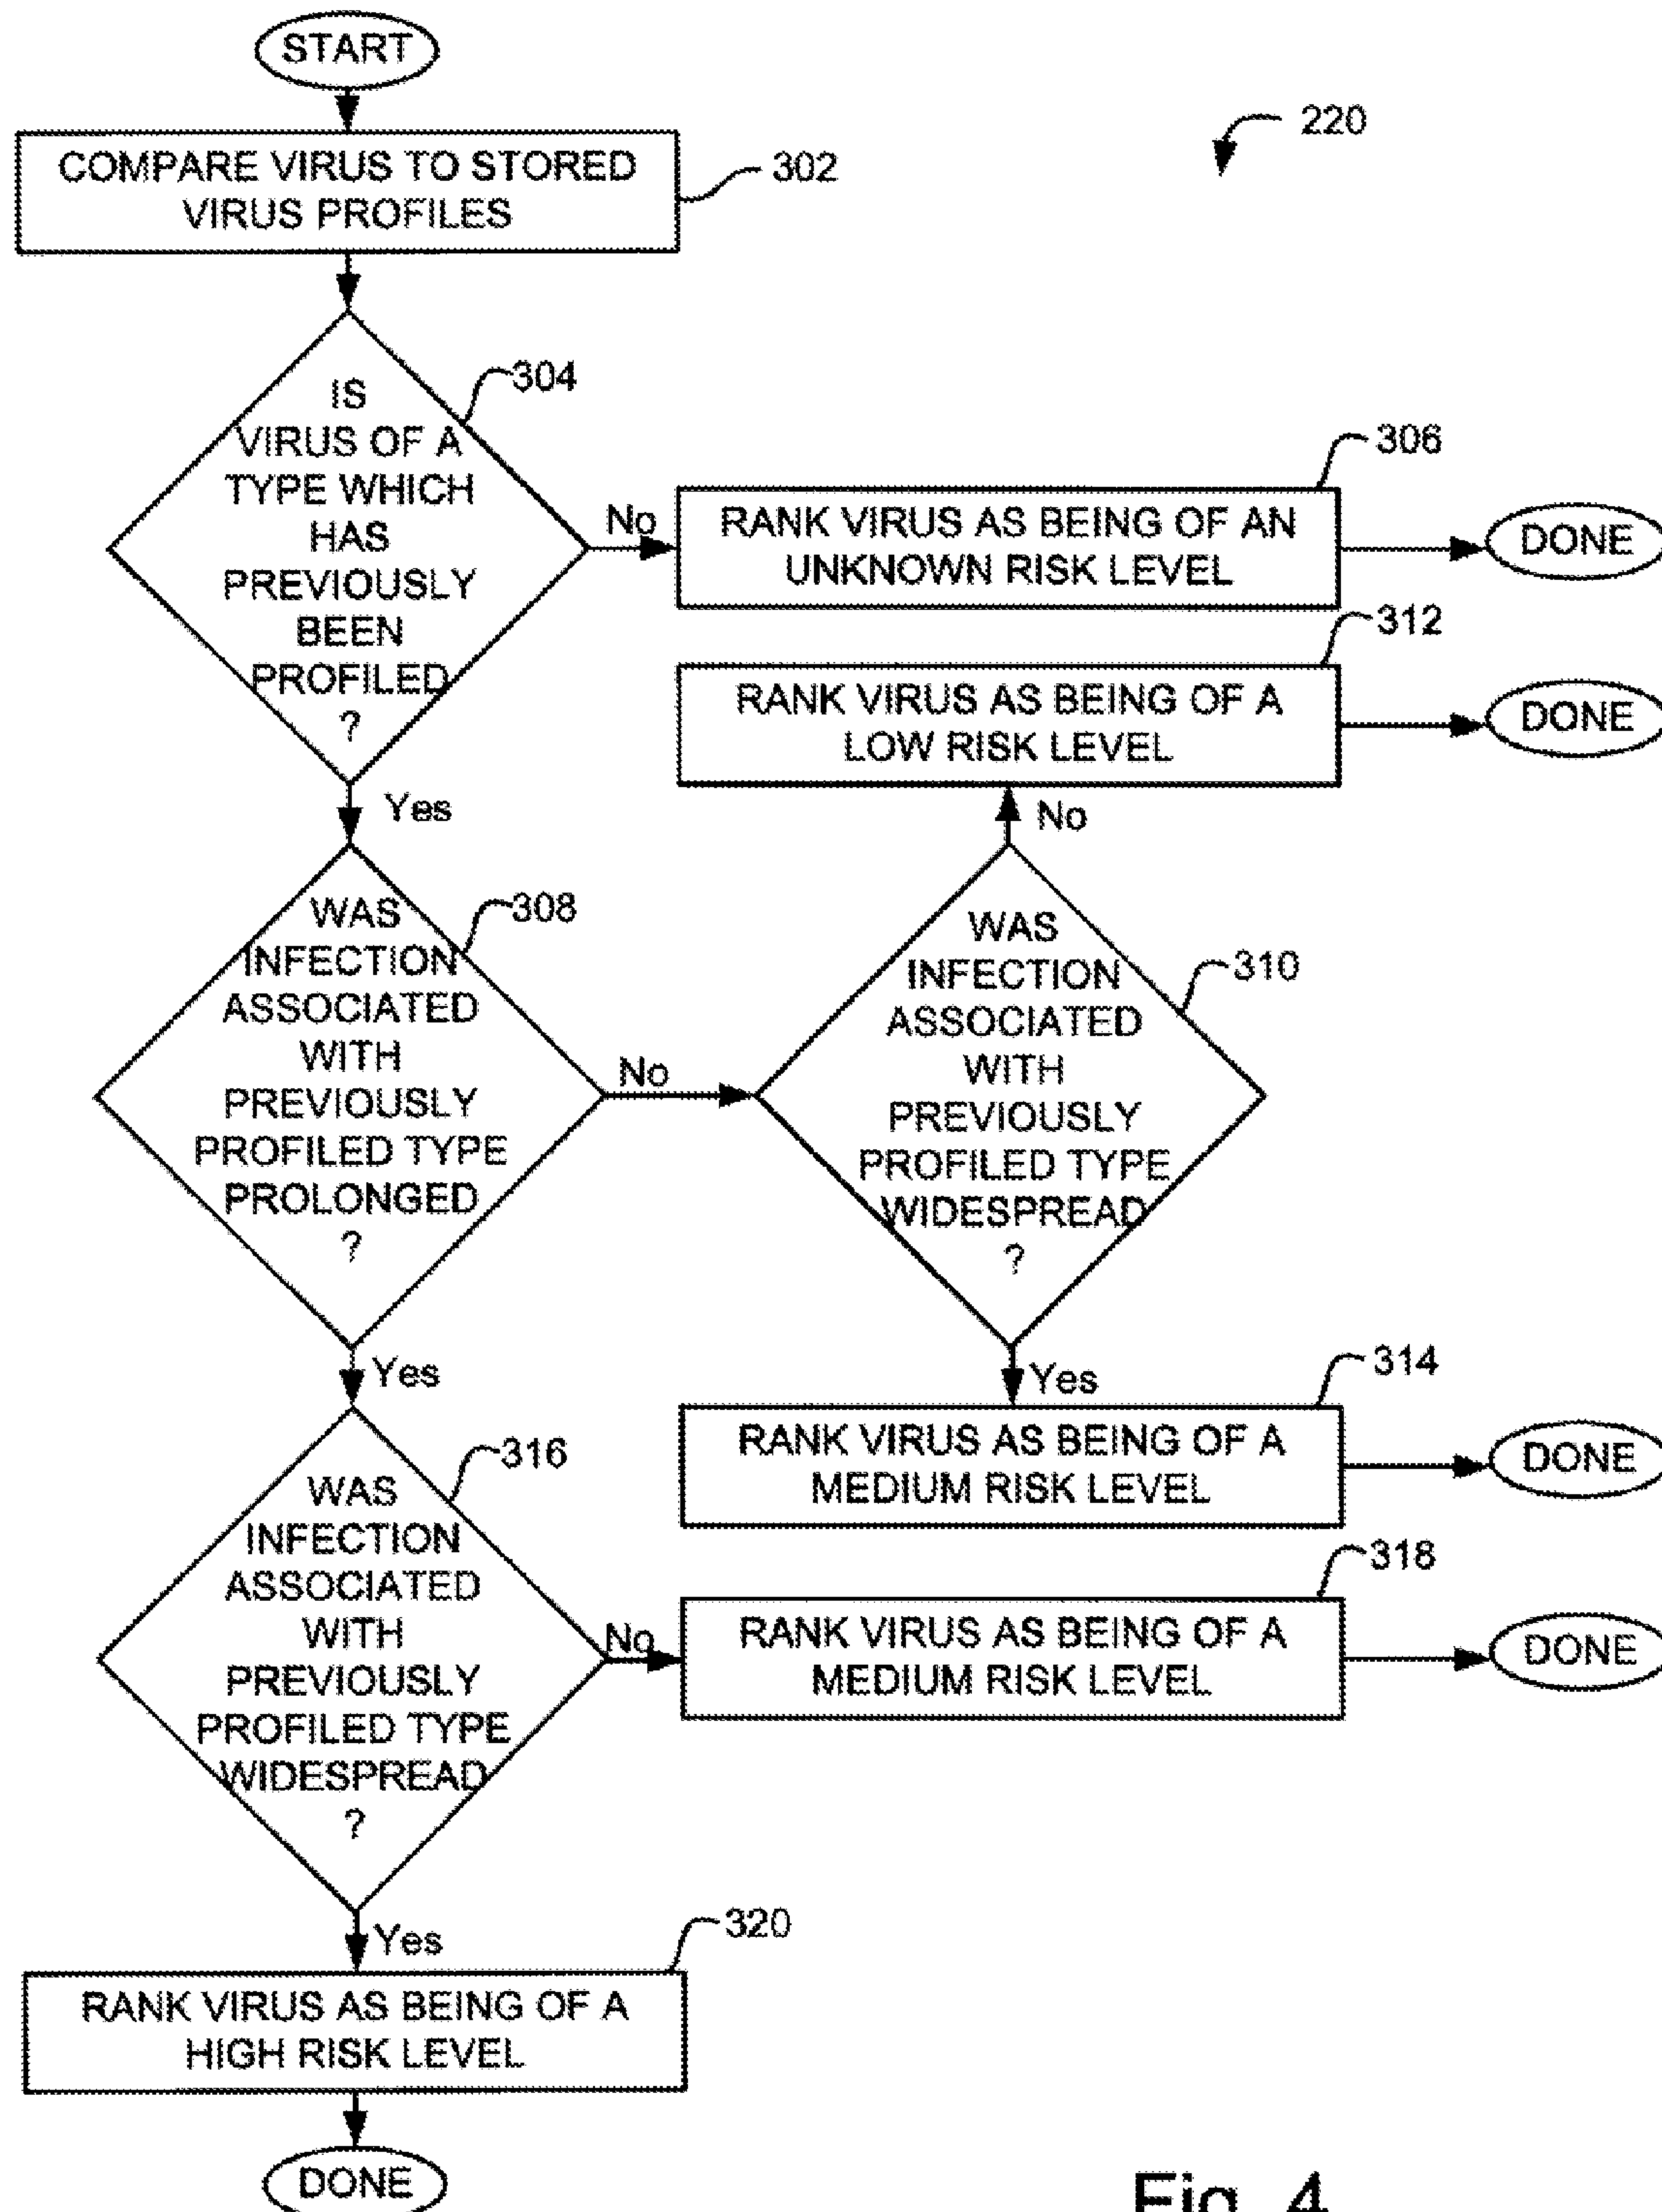 START
220
COMPARE VIRUS TO STORED
VIRUS PROFILES
302
304
IS
VIRUS OF A
TYPE WHICH
HAS
PREVIOUSLY
BEEN
PROFILED
?
No
306
RANK VIRUS AS BEING OF AN
UNKNOWN RISK LEVEL
DONE
312
RANK VIRUS AS BEING OF A
LOW RISK LEVEL
DONE
Yes
No
308
WAS
INFECTION
ASSOCIATED
WITH
PREVIOUSLY
PROFILED TYPE
PROLONGED
?
No
310
WAS
INFECTION
ASSOCIATED
WITH
PREVIOUSLY
PROFILED TYPE
WIDESPREAD
?
Yes
Yes
314
RANK VIRUS AS BEING OF A
MEDIUM RISK LEVEL
DONE
316
WAS
INFECTION
ASSOCIATED
WITH
PREVIOUSLY
PROFILED TYPE
WIDESPREAD
?
No
318
RANK VIRUS AS BEING OF A
MEDIUM RISK LEVEL
DONE
Yes
320
RANK VIRUS AS BEING OF A
HIGH RISK LEVEL
DONE
Fig. 4